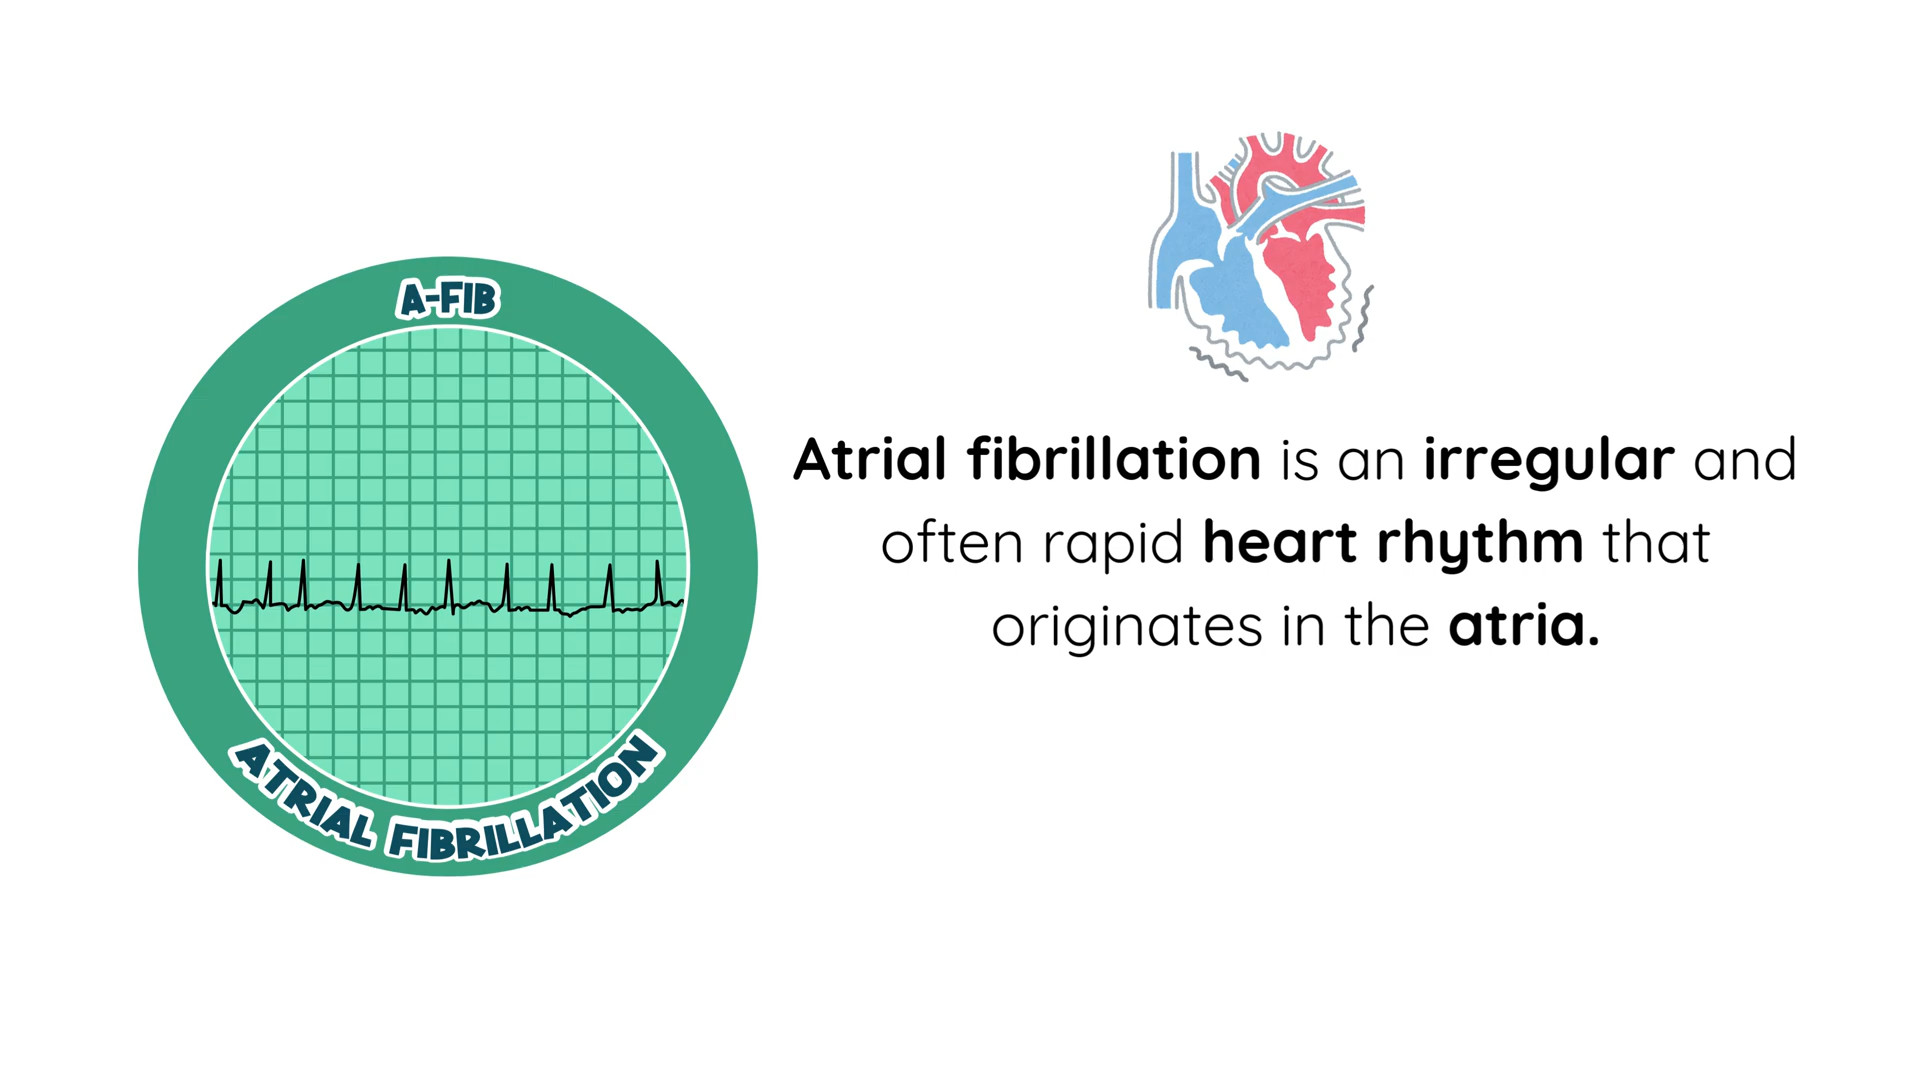 A-FIB
ATRIAL FIBRILLATION
Atrial fibrillation is an irregular and
often rapid heart rhythm that
originates in the atria.